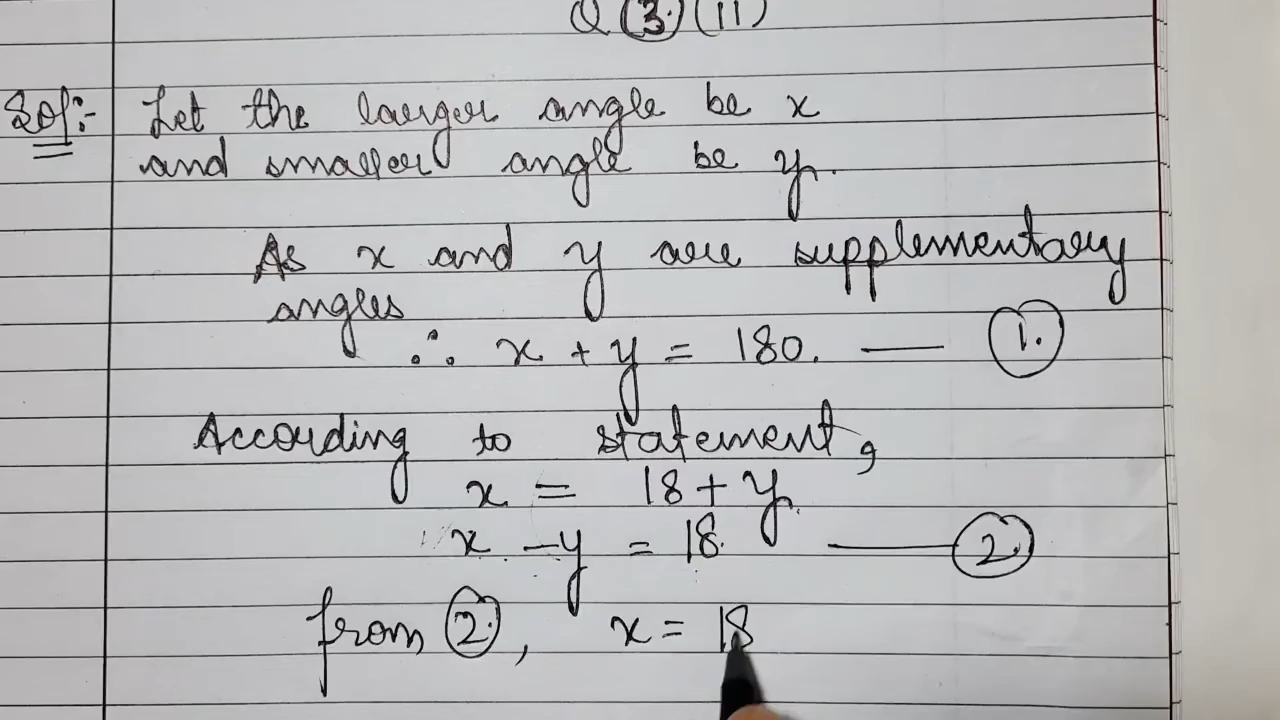 Q (3.) (ii)
Sol:- Let the larger angle be x
and smaller angle be y.
As x and y are supplementary
angles
∴ x + y = 180. — (1.)
According to statement,
x = 18 + y.
x - y = 18. — (2.)
from (2.), x = 18